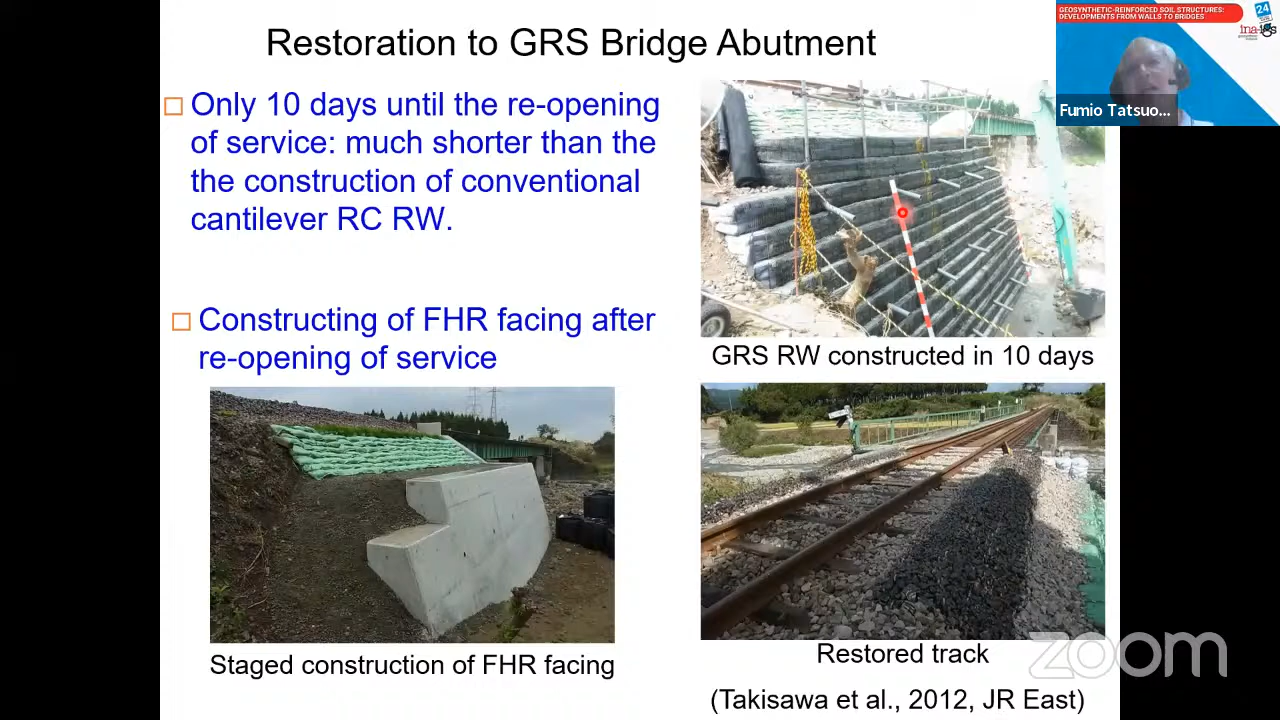 Restoration to GRS Bridge Abutment
Only 10 days until the re-opening
of service: much shorter than the
the construction of conventional
cantilever RC RW.
Constructing of FHR facing after
re-opening of service
GRS RW constructed in 10 days
Staged construction of FHR facing
Restored track
(Takisawa et al., 2012, JR East)
GEOSYNTHETIC-REINFORCED SOIL STRUCTURES:
DEVELOPMENTS FROM WALLS TO BRIDGES
24
Fumio Tatsuo...
zoom